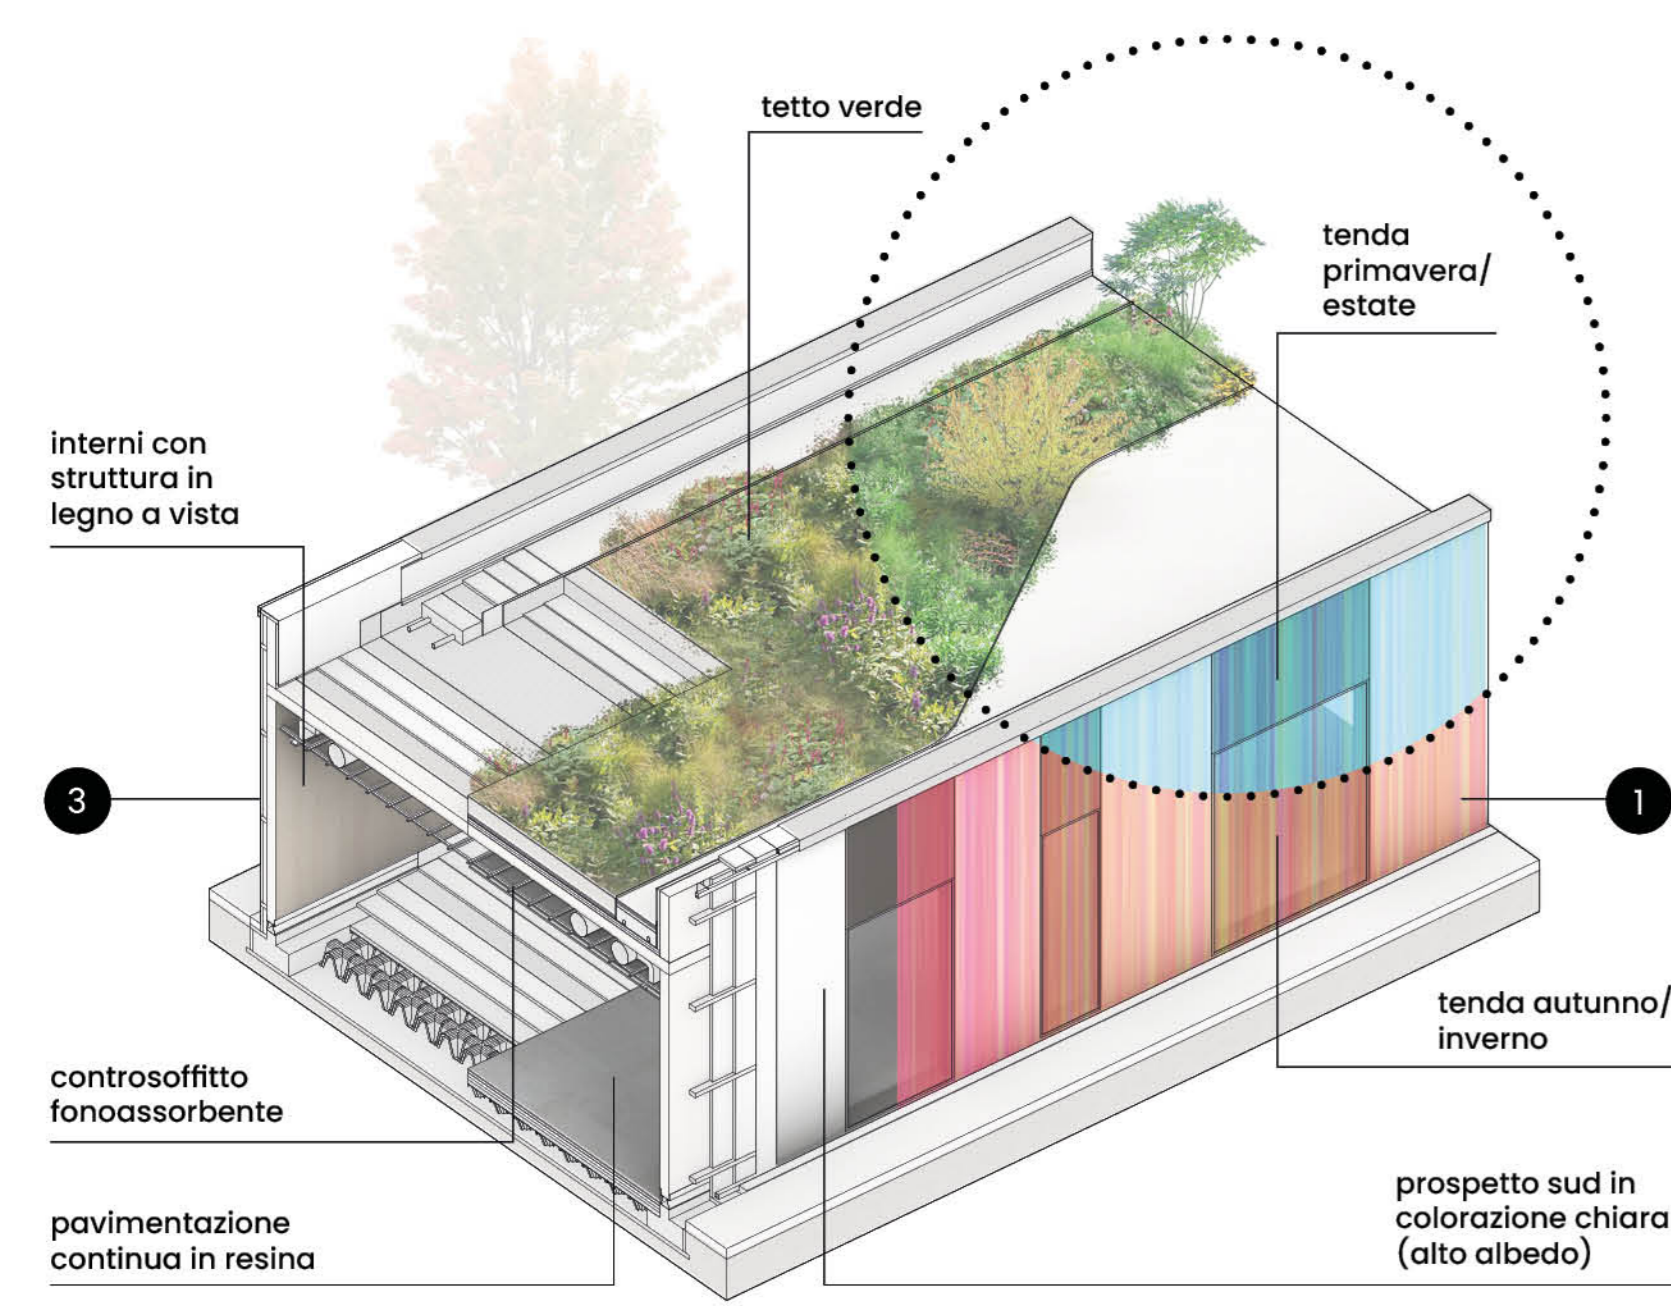 tetto verde
tenda
primavera/
estate
interni con
struttura in
legno a vista
3
1
tenda autunno/
inverno
controsoffitto
fonoassorbente
prospetto sud in
colorazione chiara
(alto albedo)
pavimentazione
continua in resina